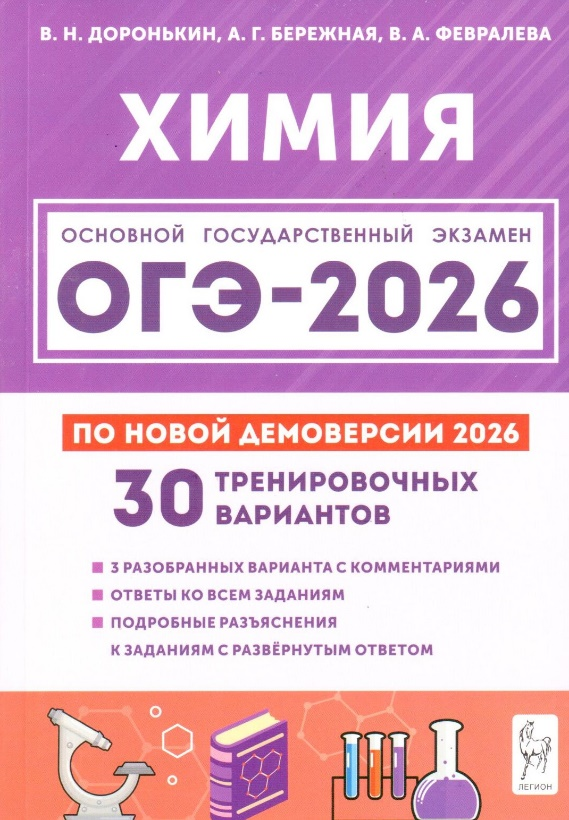 В. Н. ДОРОНЬКИН, А. Г. БЕРЕЖНАЯ, В. А. ФЕВРАЛЕВА
ХИМИЯ
ОСНОВНОЙ ГОСУДАРСТВЕННЫЙ ЭКЗАМЕН
ОГЭ-2026
ПО НОВОЙ ДЕМОВЕРСИИ 2026
30 ТРЕНИРОВОЧНЫХ
ВАРИАНТОВ
3 РАЗОБРАННЫХ ВАРИАНТА С КОММЕНТАРИЯМИ
ОТВЕТЫ КО ВСЕМ ЗАДАНИЯМ
ПОДРОБНЫЕ РАЗЪЯСНЕНИЯ
К ЗАДАНИЯМ С РАЗВЁРНУТЫМ ОТВЕТОМ
ЛЕГИОН